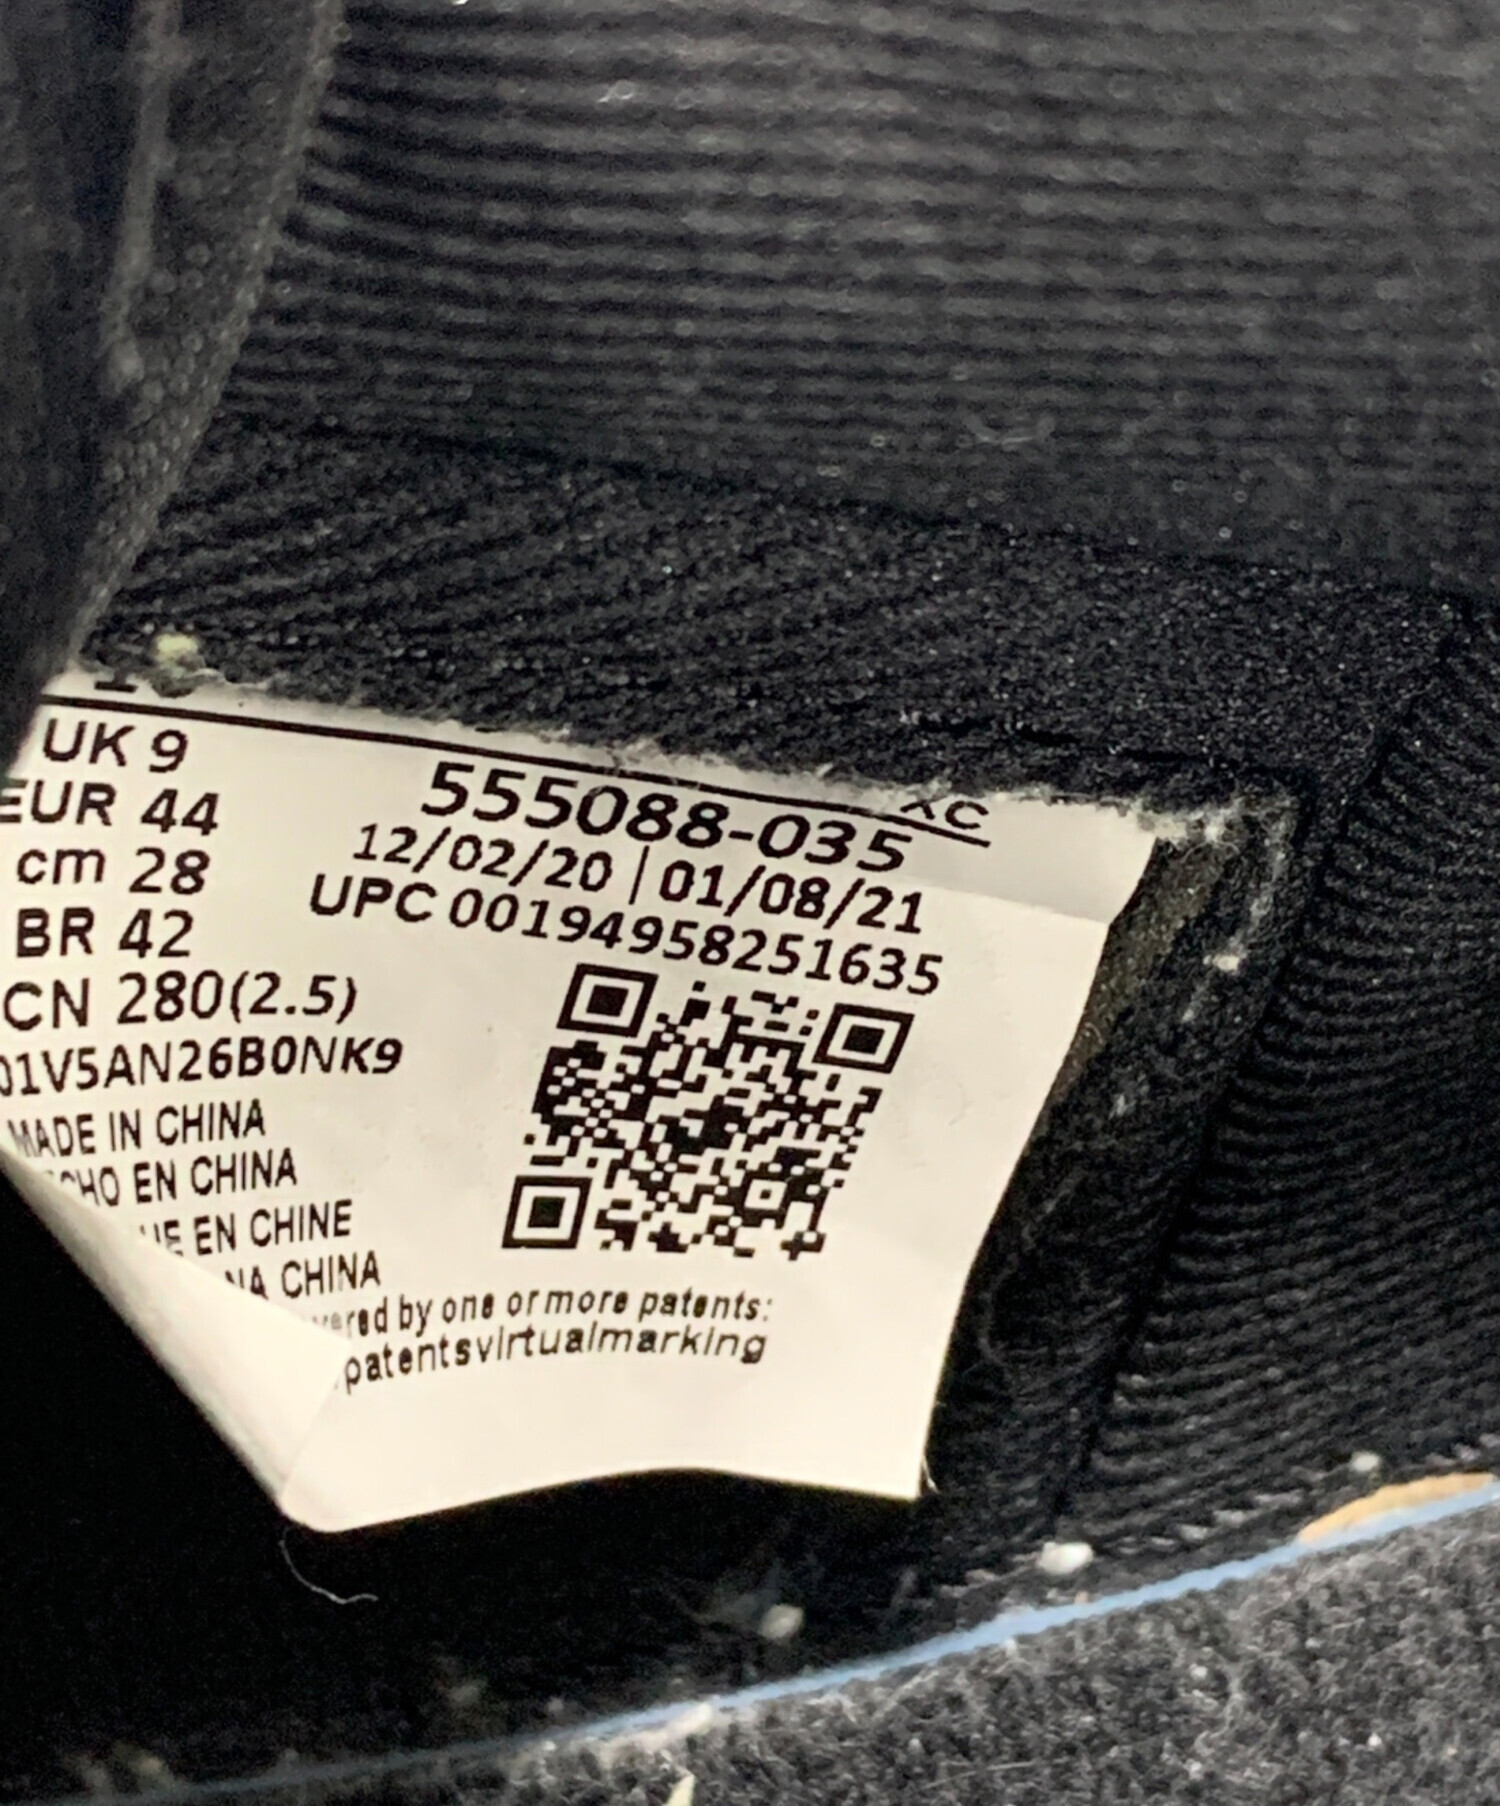 UK 9
EUR 44
cm 28
BR 42
CN 280(2.5)
01V5AN26B0NK9
MADE IN CHINA
EN CHINA
EN CHINE
NA CHINA
XC
555088-035
12/02/20 | 01/08/21
UPC 00194958251635
by one or more patents:
patentsvirtualmarking